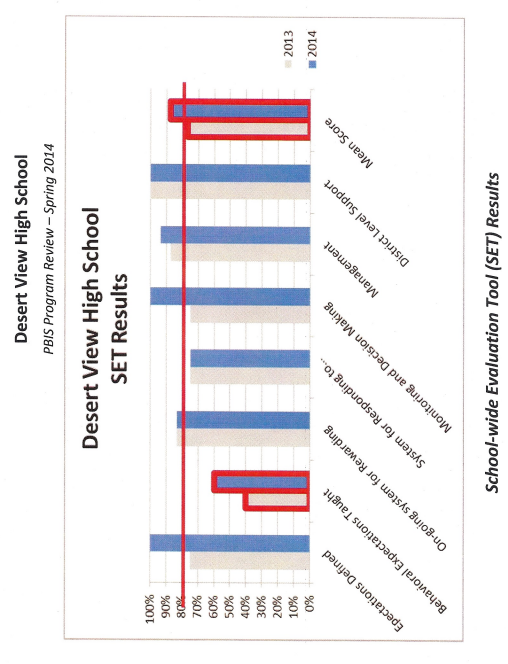 Desert View High School
PBIS Program Review – Spring 2014
Desert View High School
SET Results
100%
90%
80%
70%
60%
50%
40%
30%
20%
10%
0%
Epectations Defined
Behavioral Expectations Taught
On-going system for Rewarding
System for Responding to...
Monitoring and Decision Making
Management
District Level Support
Mean Score
2013
2014
School-wide Evaluation Tool (SET) Results